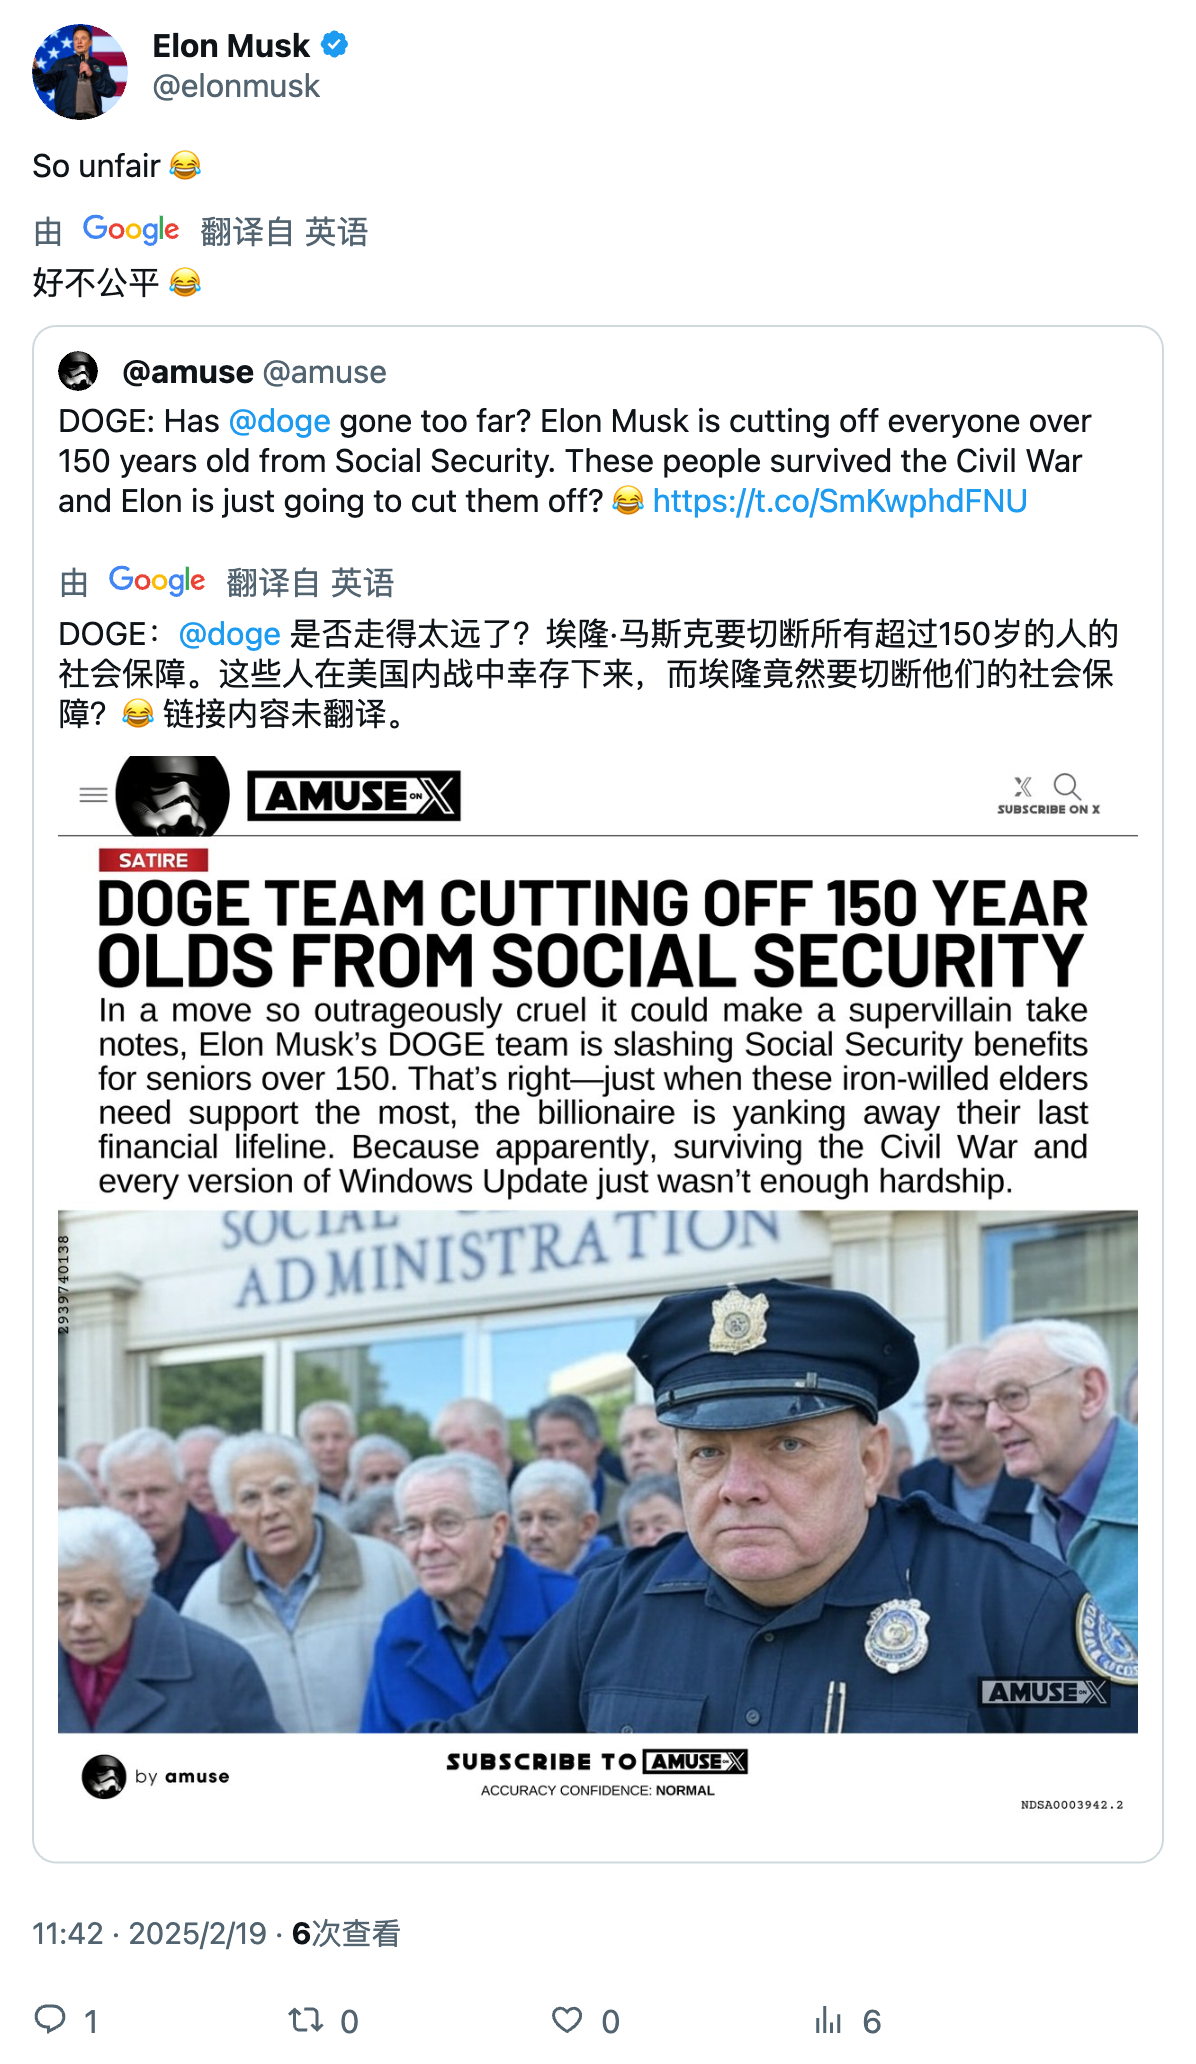 Elon Musk
@elonmusk
So unfair 😂
由 Google 翻译自 英语
好不公平 😂
@amuse @amuse
DOGE: Has @doge gone too far? Elon Musk is cutting off everyone over
150 years old from Social Security. These people survived the Civil War
and Elon is just going to cut them off? 😂 https://t.co/SmKwphdFNU
由 Google 翻译自 英语
DOGE：@doge 是否走得太远了？埃隆·马斯克要切断所有超过150岁的人的
社会保障。这些人在美国内战中幸存下来，而埃隆竟然要切断他们的社会保
障？😂 链接内容未翻译。
AMUSE ON X
SUBSCRIBE ON X
SATIRE
DOGE TEAM CUTTING OFF 150 YEAR
OLDS FROM SOCIAL SECURITY
In a move so outrageously cruel it could make a supervillain take
notes, Elon Musk's DOGE team is slashing Social Security benefits
for seniors over 150. That's right—just when these iron-willed elders
need support the most, the billionaire is yanking away their last
financial lifeline. Because apparently, surviving the Civil War and
every version of Windows Update just wasn't enough hardship.
SOCIAL
ADMINISTRATION
2939740138
AMUSE ON X
by amuse
SUBSCRIBE TO AMUSE ON X
ACCURACY CONFIDENCE: NORMAL
NDSA0003942.2
11:42 · 2025/2/19 · 6次查看
1 0 0 6